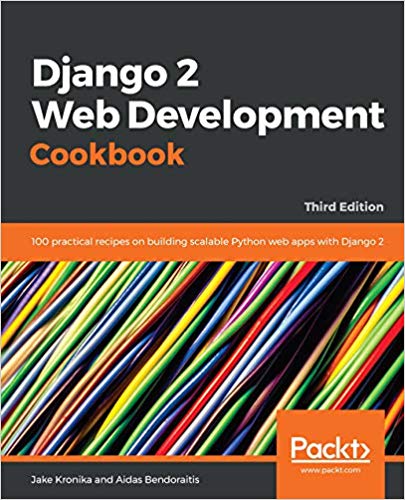 Django 2
Web Development
Cookbook
Third Edition
100 practical recipes on building scalable Python web apps with Django 2
Packt>
www.packt.com
Jake Kronika and Aidas Bendoraitis